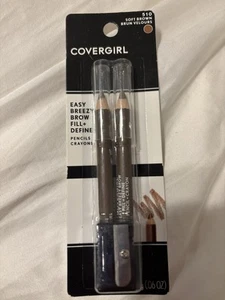 510
SOFT BROWN
BRUN VELOURS
COVERGIRL
EASY
BREEZY
BROW
FILL+
DEFINE
PENCILS
CRAYONS